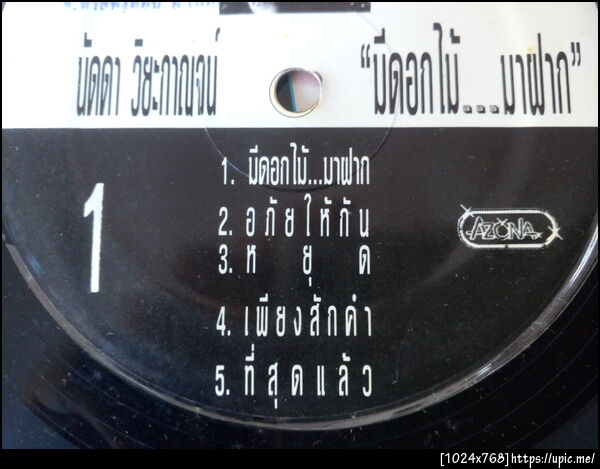 นัดดา วิยะกาญจน์
“มีดอกไม้...มาฝาก”
1
1. มีดอกไม้...มาฝาก
2. อภัยให้กัน
3. หยุด
4. เพียงสักคำ
5. ที่สุดแล้ว
AZONA
[1024x768]https://upic.me/